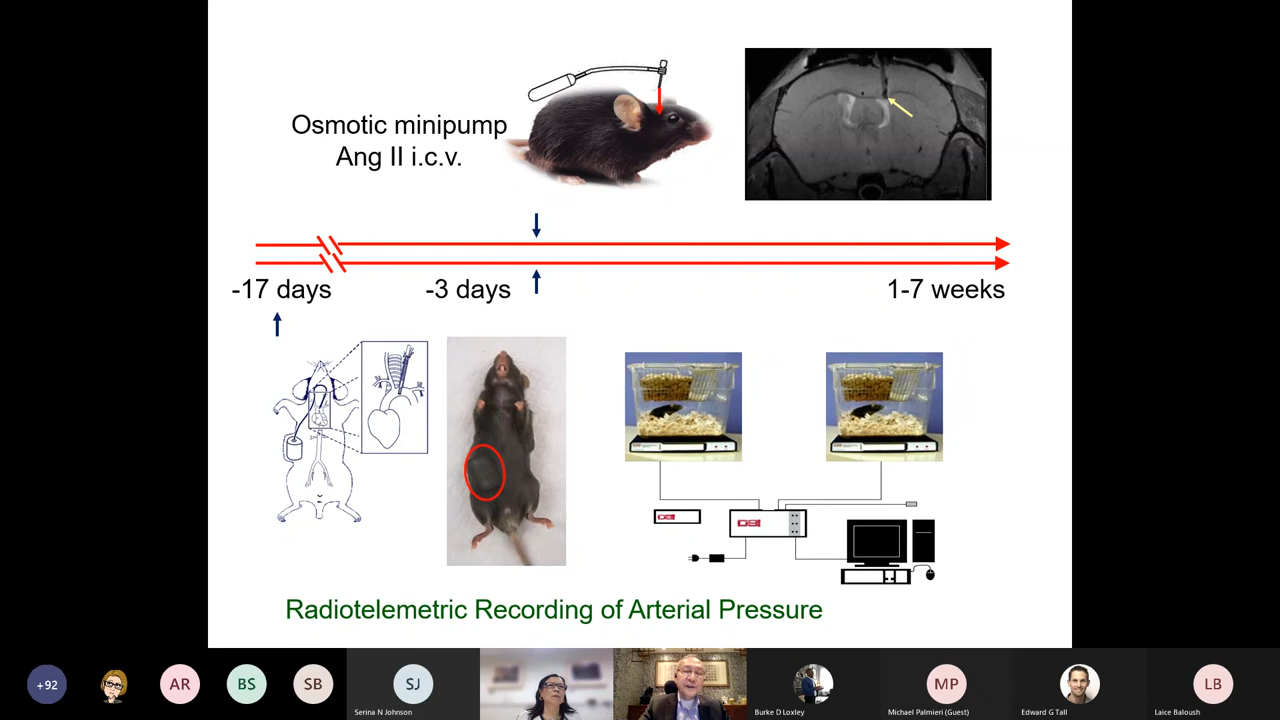 Osmotic minipump
Ang II i.c.v.
-17 days
-3 days
1-7 weeks
Radiotelemetric Recording of Arterial Pressure
+92
AR
BS
SB
SJ
Serina N Johnson
Burke D Loxley
MP
Michael Palmieri (Guest)
Edward G Tall
LB
Laice Baloush